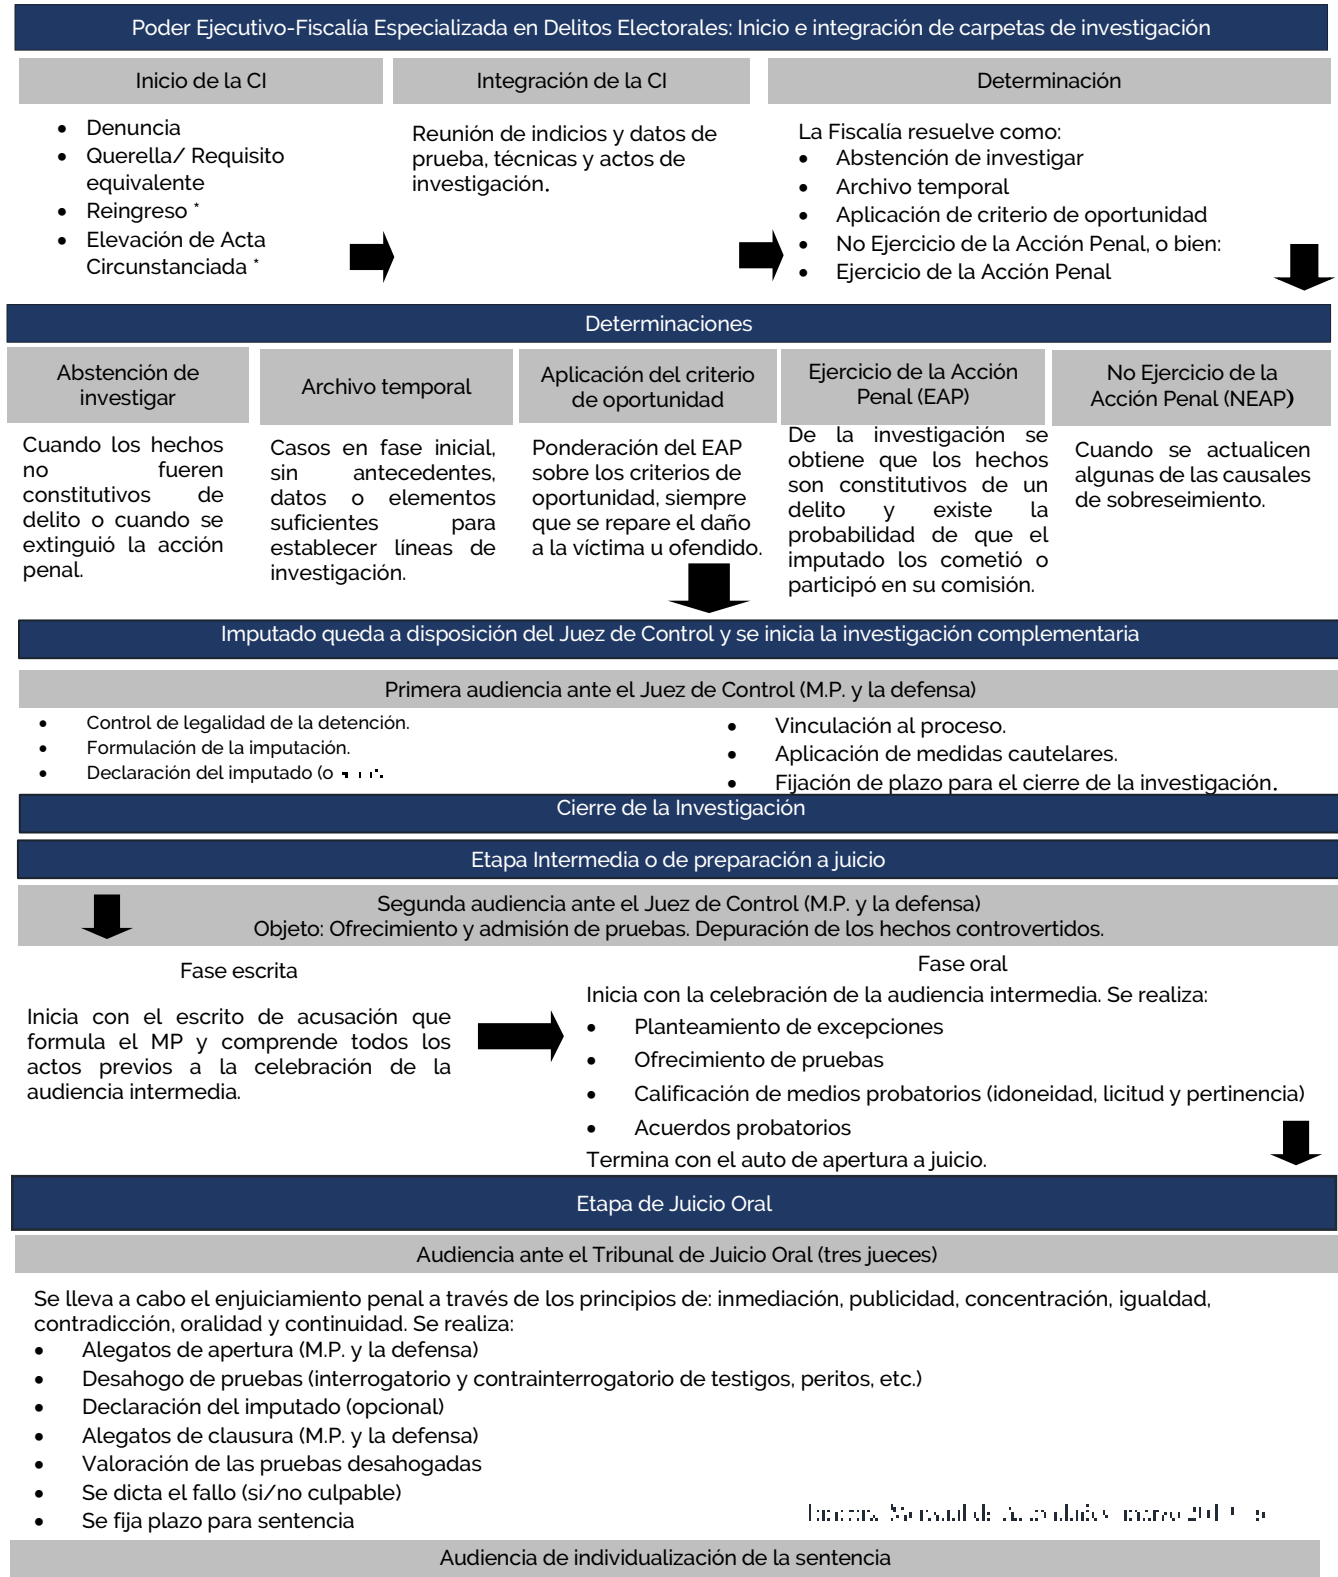 Poder Ejecutivo-Fiscalía Especializada en Delitos Electorales: Inicio e integración de carpetas de investigación
Inicio de la CI
• Denuncia
• Querella/ Requisito
equivalente
• Reingreso *
• Elevación de Acta
Circunstanciada *
Integración de la CI
Reunión de indicios y datos de
prueba, técnicas y actos de
investigación.
Determinación
La Fiscalía resuelve como:
• Abstención de investigar
• Archivo temporal
• Aplicación de criterio de oportunidad
• No Ejercicio de la Acción Penal, o bien:
• Ejercicio de la Acción Penal
Determinaciones
Abstención de
investigar
Cuando los hechos
no fueren
constitutivos de
delito o cuando se
extinguió la acción
penal.
Archivo temporal
Casos en fase inicial,
sin antecedentes,
datos o elementos
suficientes para
establecer líneas de
investigación.
Aplicación del criterio
de oportunidad
Ponderación del EAP
sobre los criterios de
oportunidad, siempre
que se repare el daño
a la víctima u ofendido.
Ejercicio de la Acción
Penal (EAP)
De la investigación se
obtiene que los hechos
son constitutivos de un
delito y existe la
probabilidad de que el
imputado los cometió o
participó en su comisión.
No Ejercicio de la
Acción Penal (NEAP)
Cuando se actualicen
algunas de las causales
de sobreseimiento.
Imputado queda a disposición del Juez de Control y se inicia la investigación complementaria
Primera audiencia ante el Juez de Control (M.P. y la defensa)
• Control de legalidad de la detención.
• Formulación de la imputación.
• Declaración del imputado (o
• Vinculación al proceso.
• Aplicación de medidas cautelares.
• Fijación de plazo para el cierre de la investigación.
Cierre de la Investigación
Etapa Intermedia o de preparación a juicio
Segunda audiencia ante el Juez de Control (M.P. y la defensa)
Objeto: Ofrecimiento y admisión de pruebas. Depuración de los hechos controvertidos.
Fase escrita
Inicia con el escrito de acusación que
formula el MP y comprende todos los
actos previos a la celebración de la
audiencia intermedia.
Fase oral
Inicia con la celebración de la audiencia intermedia. Se realiza:
• Planteamiento de excepciones
• Ofrecimiento de pruebas
• Calificación de medios probatorios (idoneidad, licitud y pertinencia)
• Acuerdos probatorios
Termina con el auto de apertura a juicio.
Etapa de Juicio Oral
Audiencia ante el Tribunal de Juicio Oral (tres jueces)
Se lleva a cabo el enjuiciamiento penal a través de los principios de: inmediación, publicidad, concentración, igualdad,
contradicción, oralidad y continuidad. Se realiza:
• Alegatos de apertura (M.P. y la defensa)
• Desahogo de pruebas (interrogatorio y contrainterrogatorio de testigos, peritos, etc.)
• Declaración del imputado (opcional)
• Alegatos de clausura (M.P. y la defensa)
• Valoración de las pruebas desahogadas
• Se dicta el fallo (si/no culpable)
• Se fija plazo para sentencia
Audiencia de individualización de la sentencia